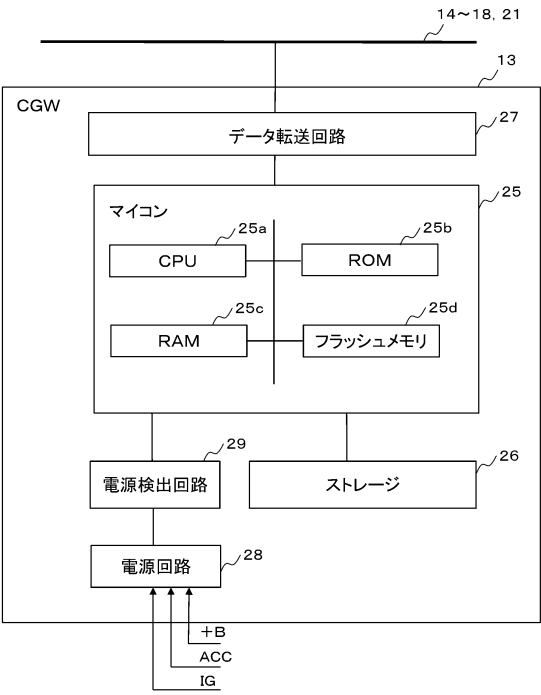 14～18, 21
13
CGW
27
データ転送回路
25
マイコン
25a
25b
CPU
ROM
25c
25d
RAM
フラッシュメモリ
29
26
電源検出回路
ストレージ
28
電源回路
+B
ACC
IG